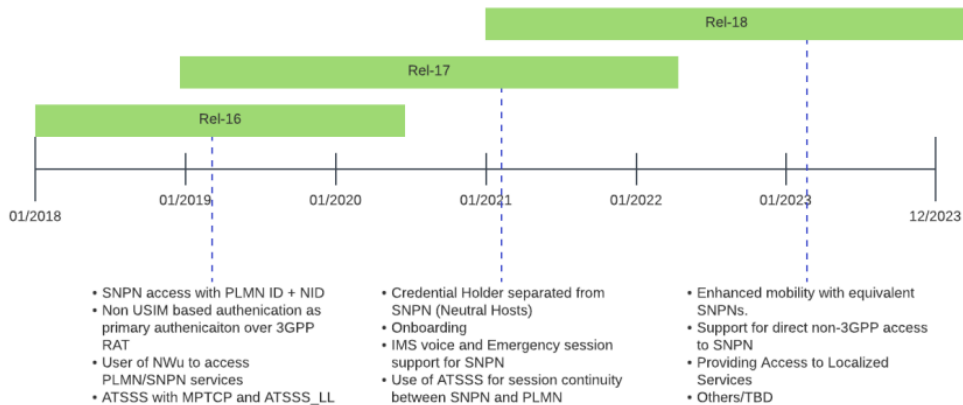 Rel-18
Rel-17
Rel-16
01/2018
01/2019
01/2020
01/2021
01/2022
01/2023
12/2023
• SNPN access with PLMN ID + NID
• Non USIM based authenication as
primary authenicaiton over 3GPP
RAT
• User of NWu to access
PLMN/SNPN services
• ATSSS with MPTCP and ATSSS_LL
• Credential Holder separated from
SNPN (Neutral Hosts)
• Onboarding
• IMS voice and Emergency session
support for SNPN
• Use of ATSSS for session continuity
between SNPN and PLMN
• Enhanced mobility with equivalent
SNPNs.
• Support for direct non-3GPP access
to SNPN
• Providing Access to Localized
Services
• Others/TBD